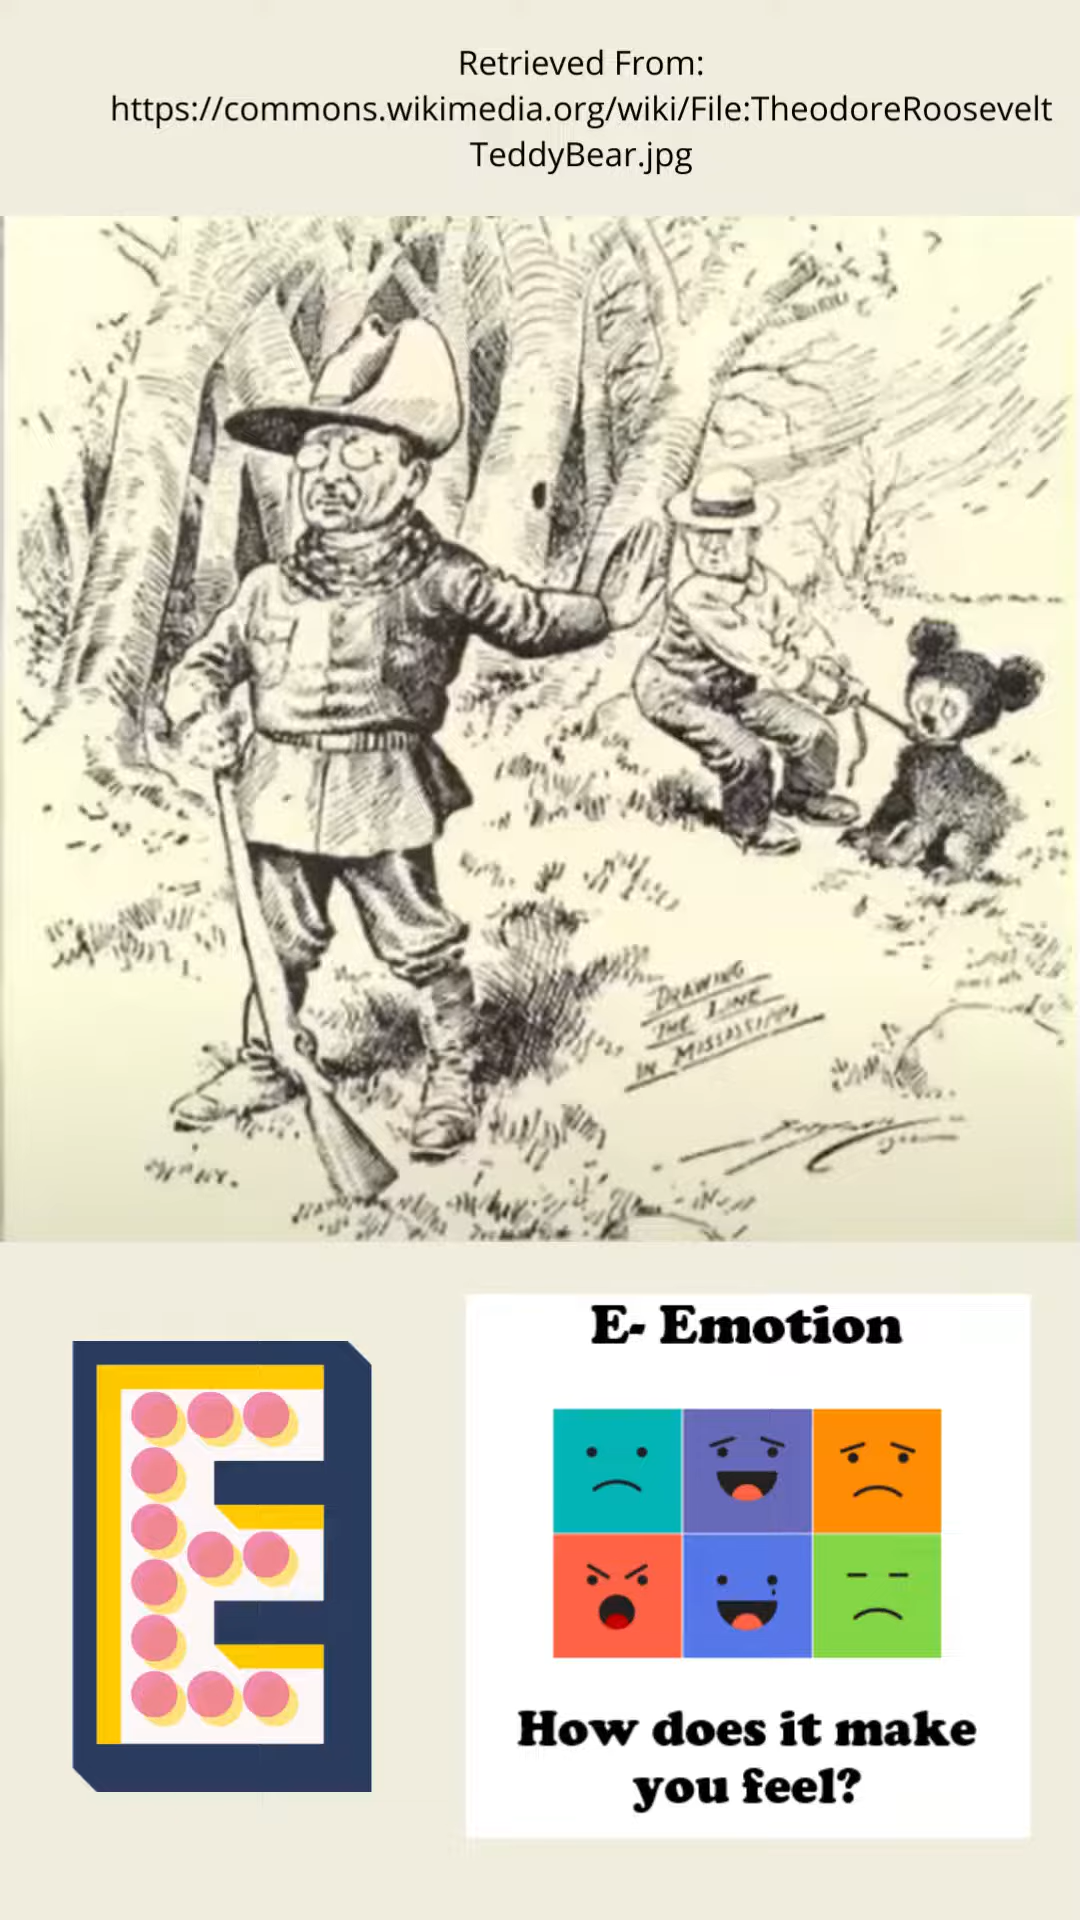 Retrieved From:
https://commons.wikimedia.org/wiki/File:TheodoreRoosevelt
TeddyBear.jpg
DRAWING
THE LINE
IN MISSISSIPPI
E
E- Emotion
How does it make
you feel?